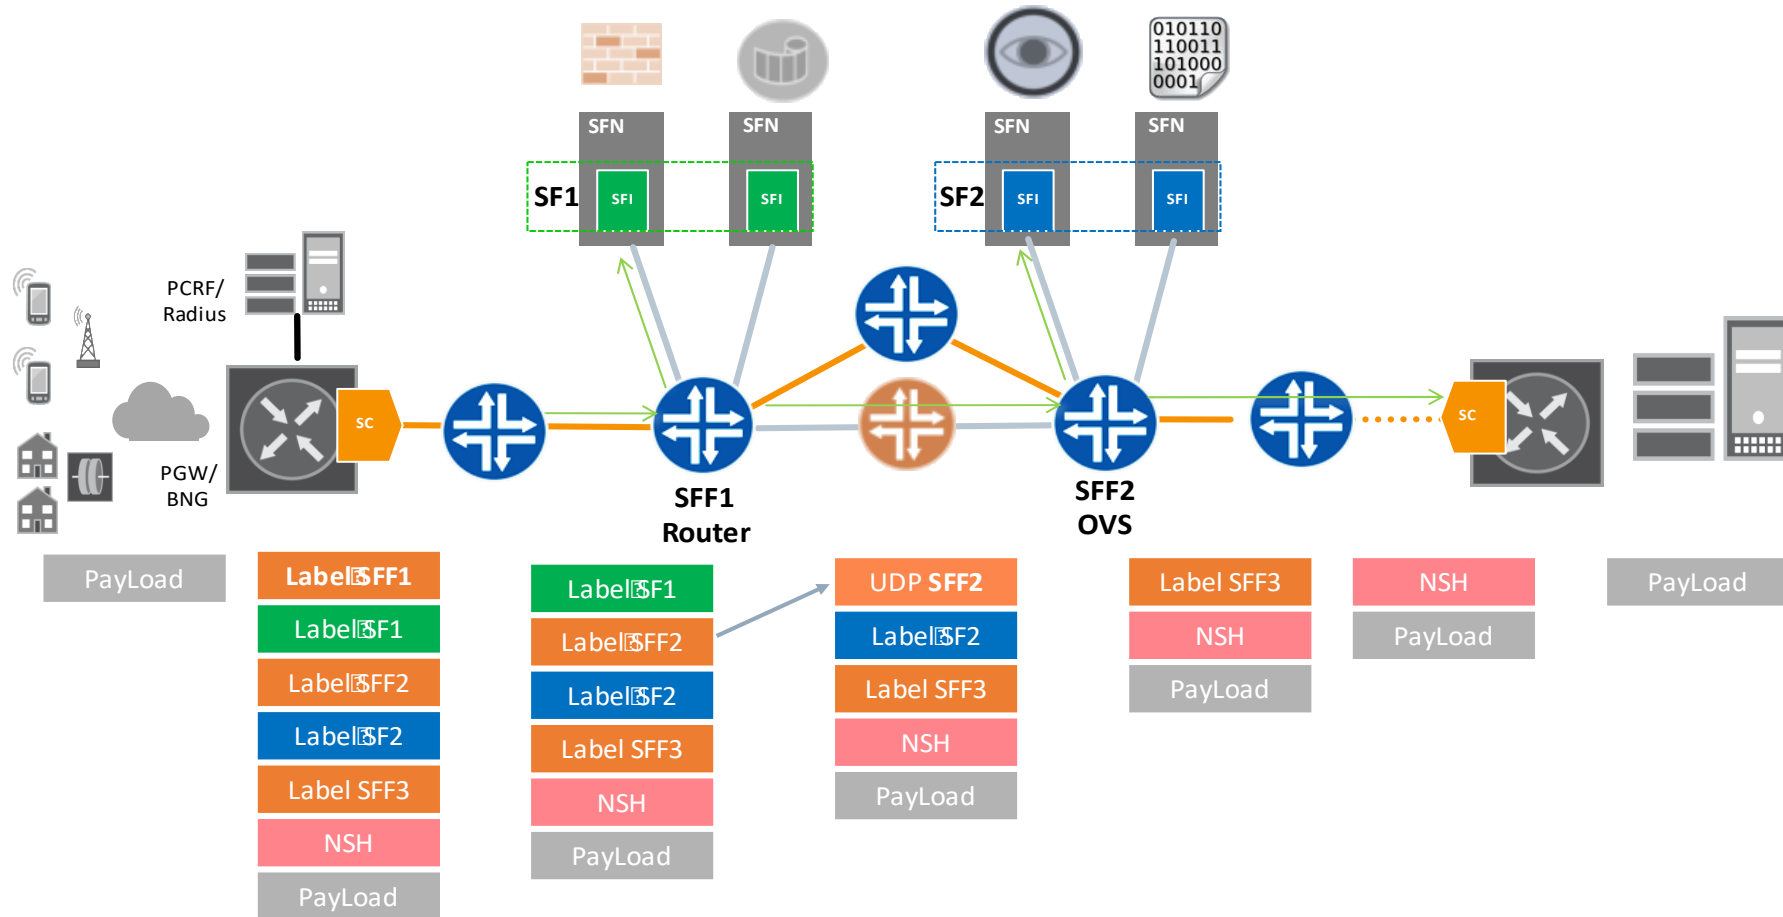 010110
110011
101000
0001
SFN
SFN
SFN
SFN
SF1
SFI
SFI
SF2
SFI
SFI
PCRF/
Radius
SC
SC
PGW/
BNG
SFF1
Router
SFF2
OVS
PayLoad
Label SFF1
Label SF1
Label SFF2
Label SF2
Label SFF3
NSH
PayLoad
Label SF1
Label SFF2
Label SF2
Label SFF3
NSH
PayLoad
UDP SFF2
Label SF2
Label SFF3
NSH
PayLoad
Label SFF3
NSH
PayLoad
NSH
PayLoad
PayLoad